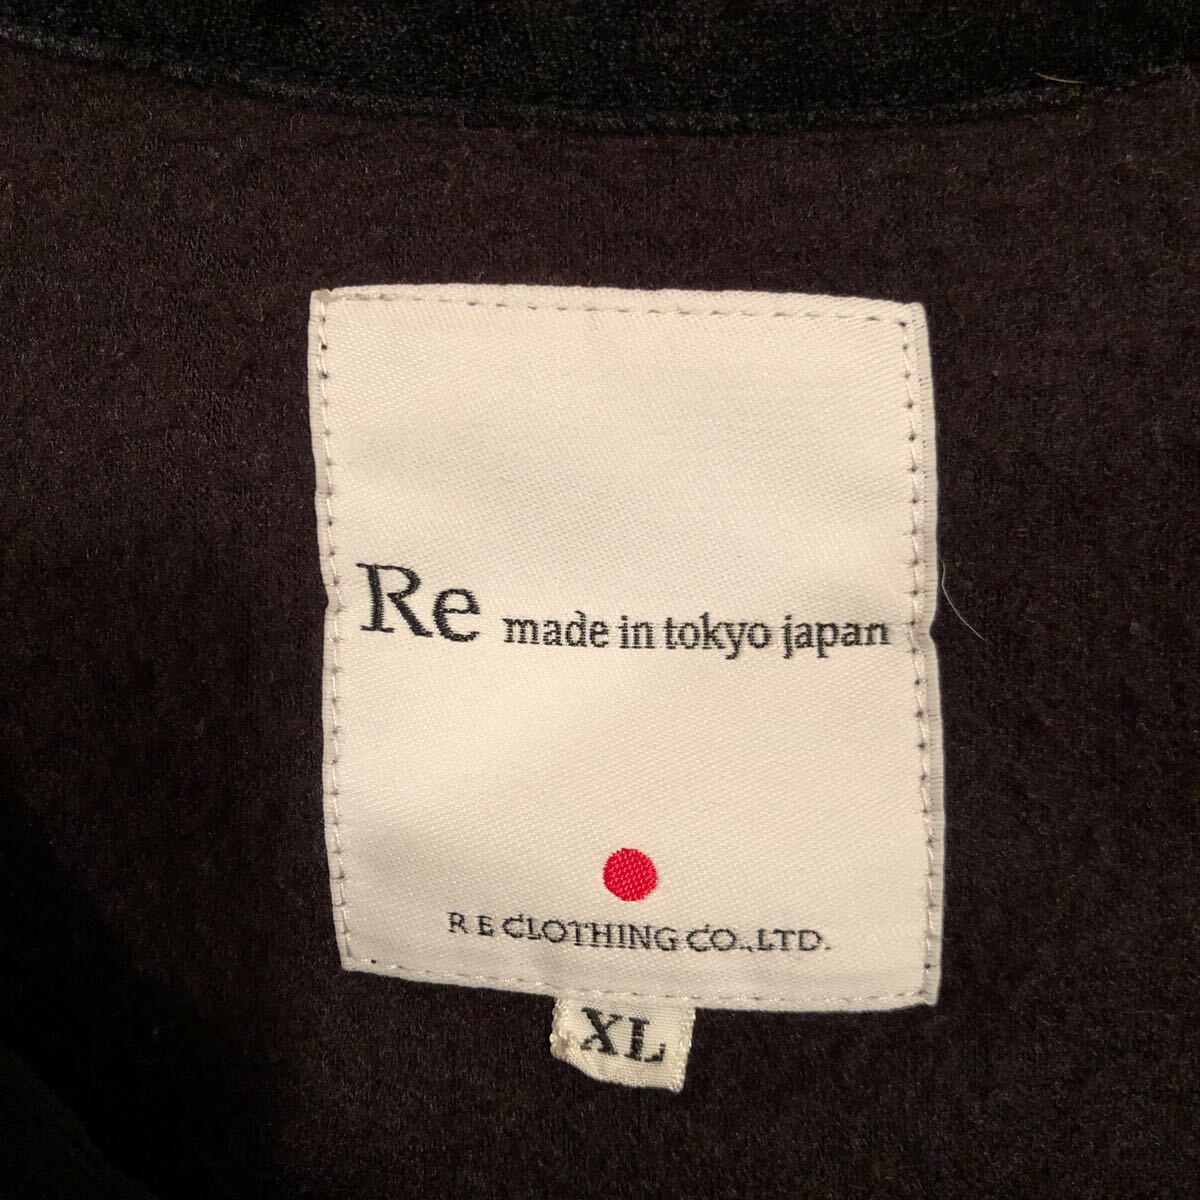 Re made in tokyo japan
R E CLOTHING CO.,LTD.
XL